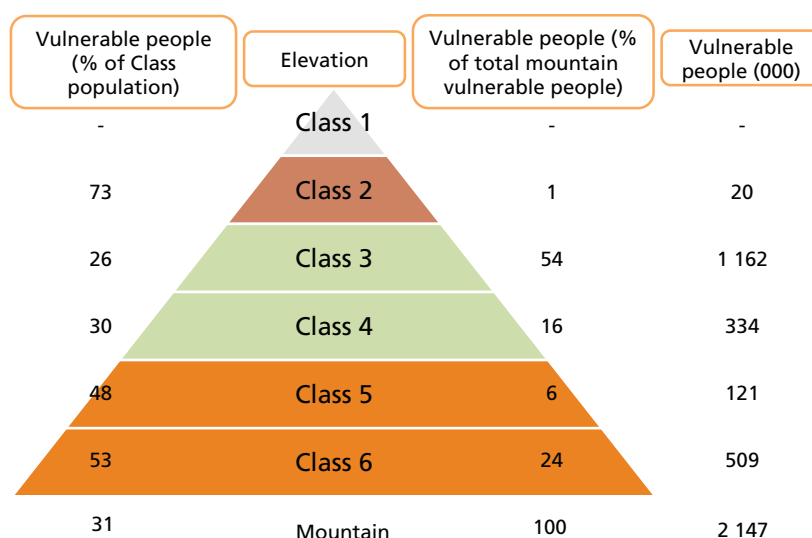 Vulnerable people
(% of Class
population)
Elevation
Vulnerable people (%
of total mountain
vulnerable people)
Vulnerable
people (000)
- Class 1 - -
73 Class 2 1 20
26 Class 3 54 1 162
30 Class 4 16 334
48 Class 5 6 121
53 Class 6 24 509
31 Mountain 100 2 147